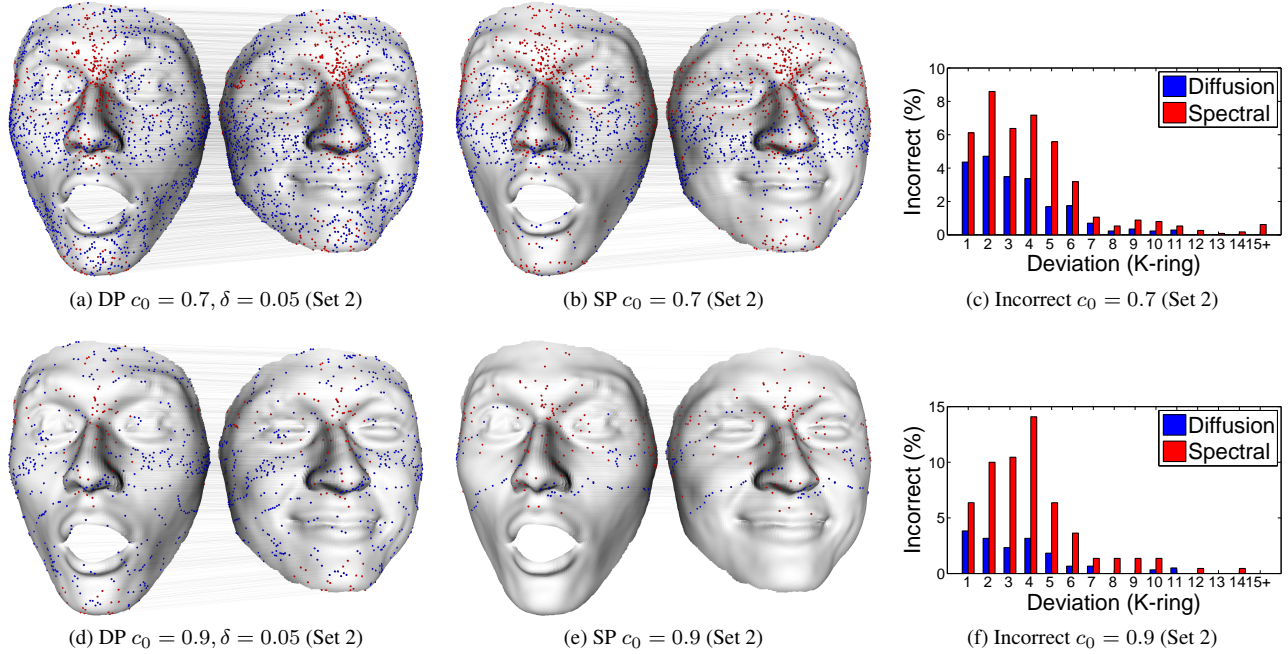 (a) DP c₀ = 0.7, δ = 0.05 (Set 2)
(b) SP c₀ = 0.7 (Set 2)
10
8
6
4
2
0
Incorrect (%)
Diffusion
Spectral
1 2 3 4 5 6 7 8 9 10 11 12 13 14 15+
Deviation (K-ring)
(c) Incorrect c₀ = 0.7 (Set 2)
(d) DP c₀ = 0.9, δ = 0.05 (Set 2)
(e) SP c₀ = 0.9 (Set 2)
15
10
5
0
Incorrect (%)
Diffusion
Spectral
1 2 3 4 5 6 7 8 9 10 11 12 13 14 15+
Deviation (K-ring)
(f) Incorrect c₀ = 0.9 (Set 2)